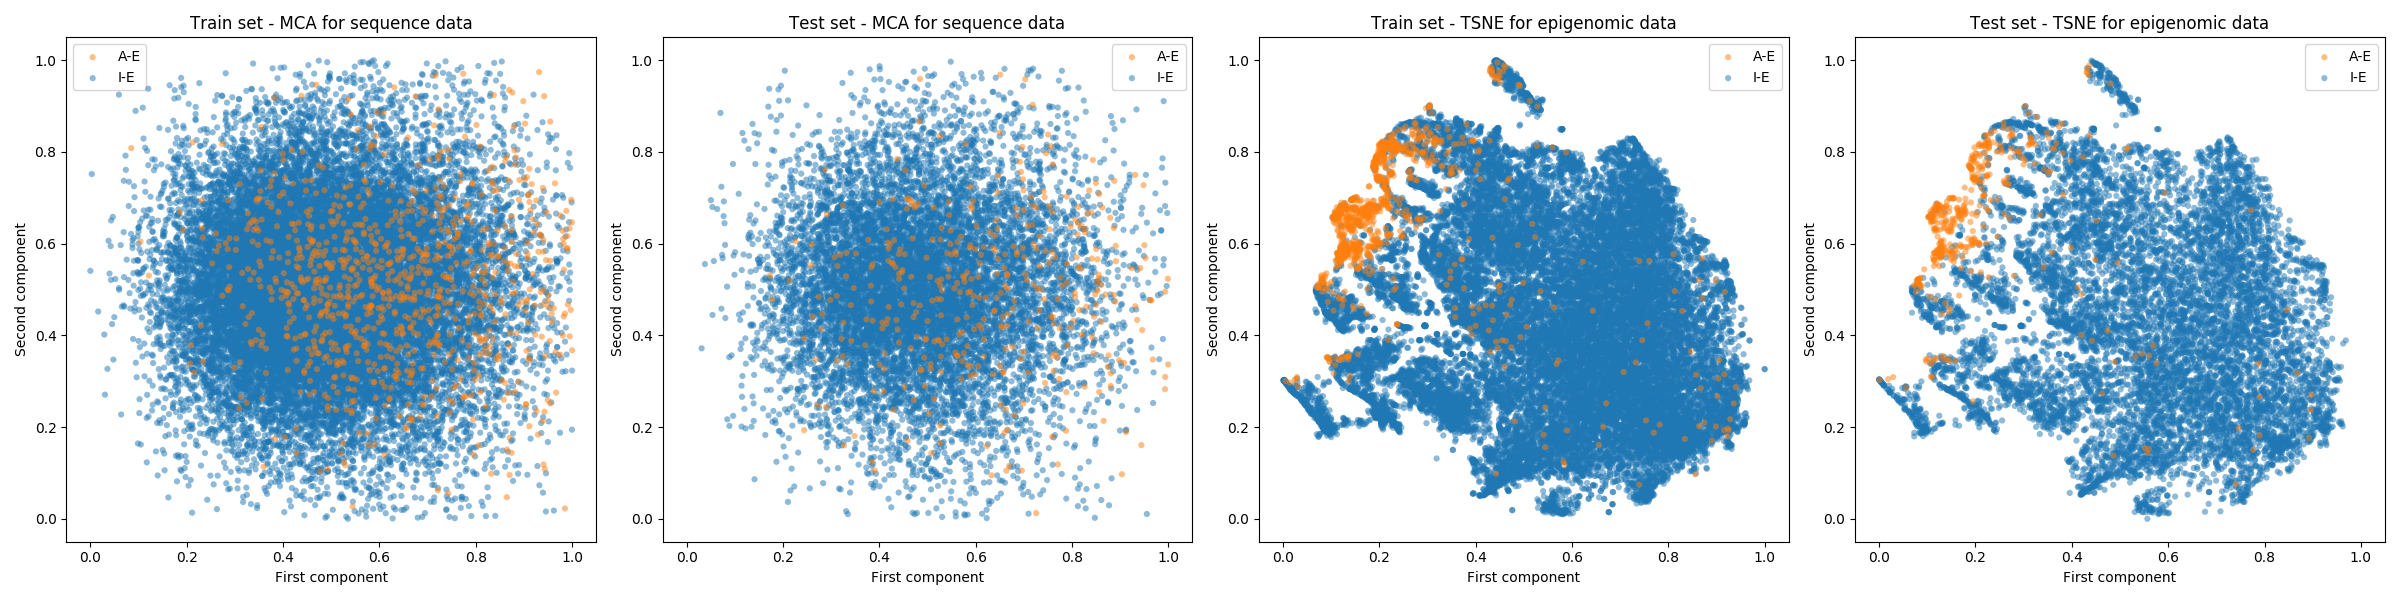 Train set - MCA for sequence data
A-E
I-E
1.0
0.8
0.6
0.4
0.2
0.0
Second component
0.0 0.2 0.4 0.6 0.8 1.0
First component
Test set - MCA for sequence data
A-E
I-E
1.0
0.8
0.6
0.4
0.2
0.0
Second component
0.0 0.2 0.4 0.6 0.8 1.0
First component
Train set - TSNE for epigenomic data
A-E
I-E
1.0
0.8
0.6
0.4
0.2
0.0
Second component
0.0 0.2 0.4 0.6 0.8 1.0
First component
Test set - TSNE for epigenomic data
A-E
I-E
1.0
0.8
0.6
0.4
0.2
0.0
Second component
0.0 0.2 0.4 0.6 0.8 1.0
First component